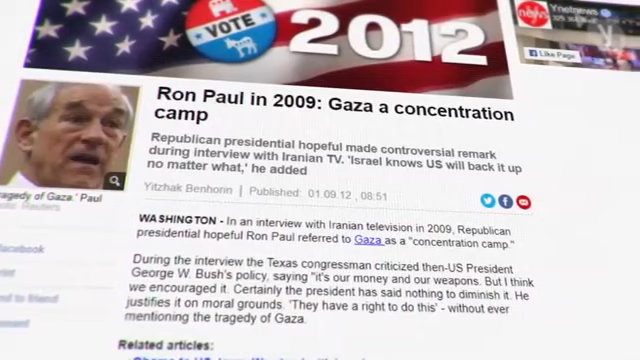 VOTE
2012
Ynetnews
Like Page
Ron Paul in 2009: Gaza a concentration
camp
Republican presidential hopeful made controversial remark
during interview with Iranian TV. 'Israel knows US will back it up
no matter what,' he added
Yitzhak Benhorin | Published: 01.09.12 , 08:51
tragedy of Gaza.' Paul
Reuters
WASHINGTON - In an interview with Iranian television in 2009, Republican
presidential hopeful Ron Paul referred to Gaza as a "concentration camp."
During the interview the Texas congressman criticized then-US President
George W. Bush's policy, saying "it's our money and our weapons. But I think
we encouraged it. Certainly the president has said nothing to diminish it. He
justifies it on moral grounds. 'They have a right to do this' - without ever
mentioning the tragedy of Gaza.
facebook
to friend
Related articles: